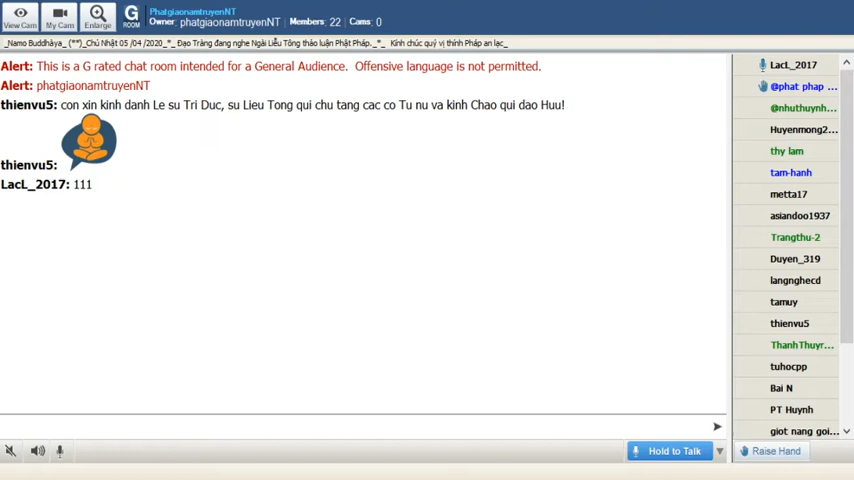 View Cam
My Cam
Enlarge
G
ROOM
PhatgiaonamtruyenNT
Owner: phatgiaonamtruyenNT Members: 22 Cams: 0
_Namo Buddhàya_ (**)_Chủ Nhật 05 /04 /2020_*_ Đạo Tràng đang nghe Ngài Liễu Tông thảo luận Phật Pháp._*_ Kính chúc quý vị thính Pháp an lạc_
Alert: This is a G rated chat room intended for a General Audience. Offensive language is not permitted.
Alert: phatgiaonamtruyenNT
thienvu5: con xin kinh danh Le su Tri Duc, su Lieu Tong qui chu tang cac co Tu nu va kinh Chao qui dao Huu!
thienvu5:
LacL_2017: 111
LacL_2017
@phat phap ...
@nhuthuynh...
Huyenmong2...
thy lam
tam-hanh
metta17
asiandoo1937
Trangthu-2
Duyen_319
langnghecd
tamuy
thienvu5
ThanhThuyr...
tuhocpp
Bai N
PT Huynh
giot nang goi...
Hold to Talk
Raise Hand